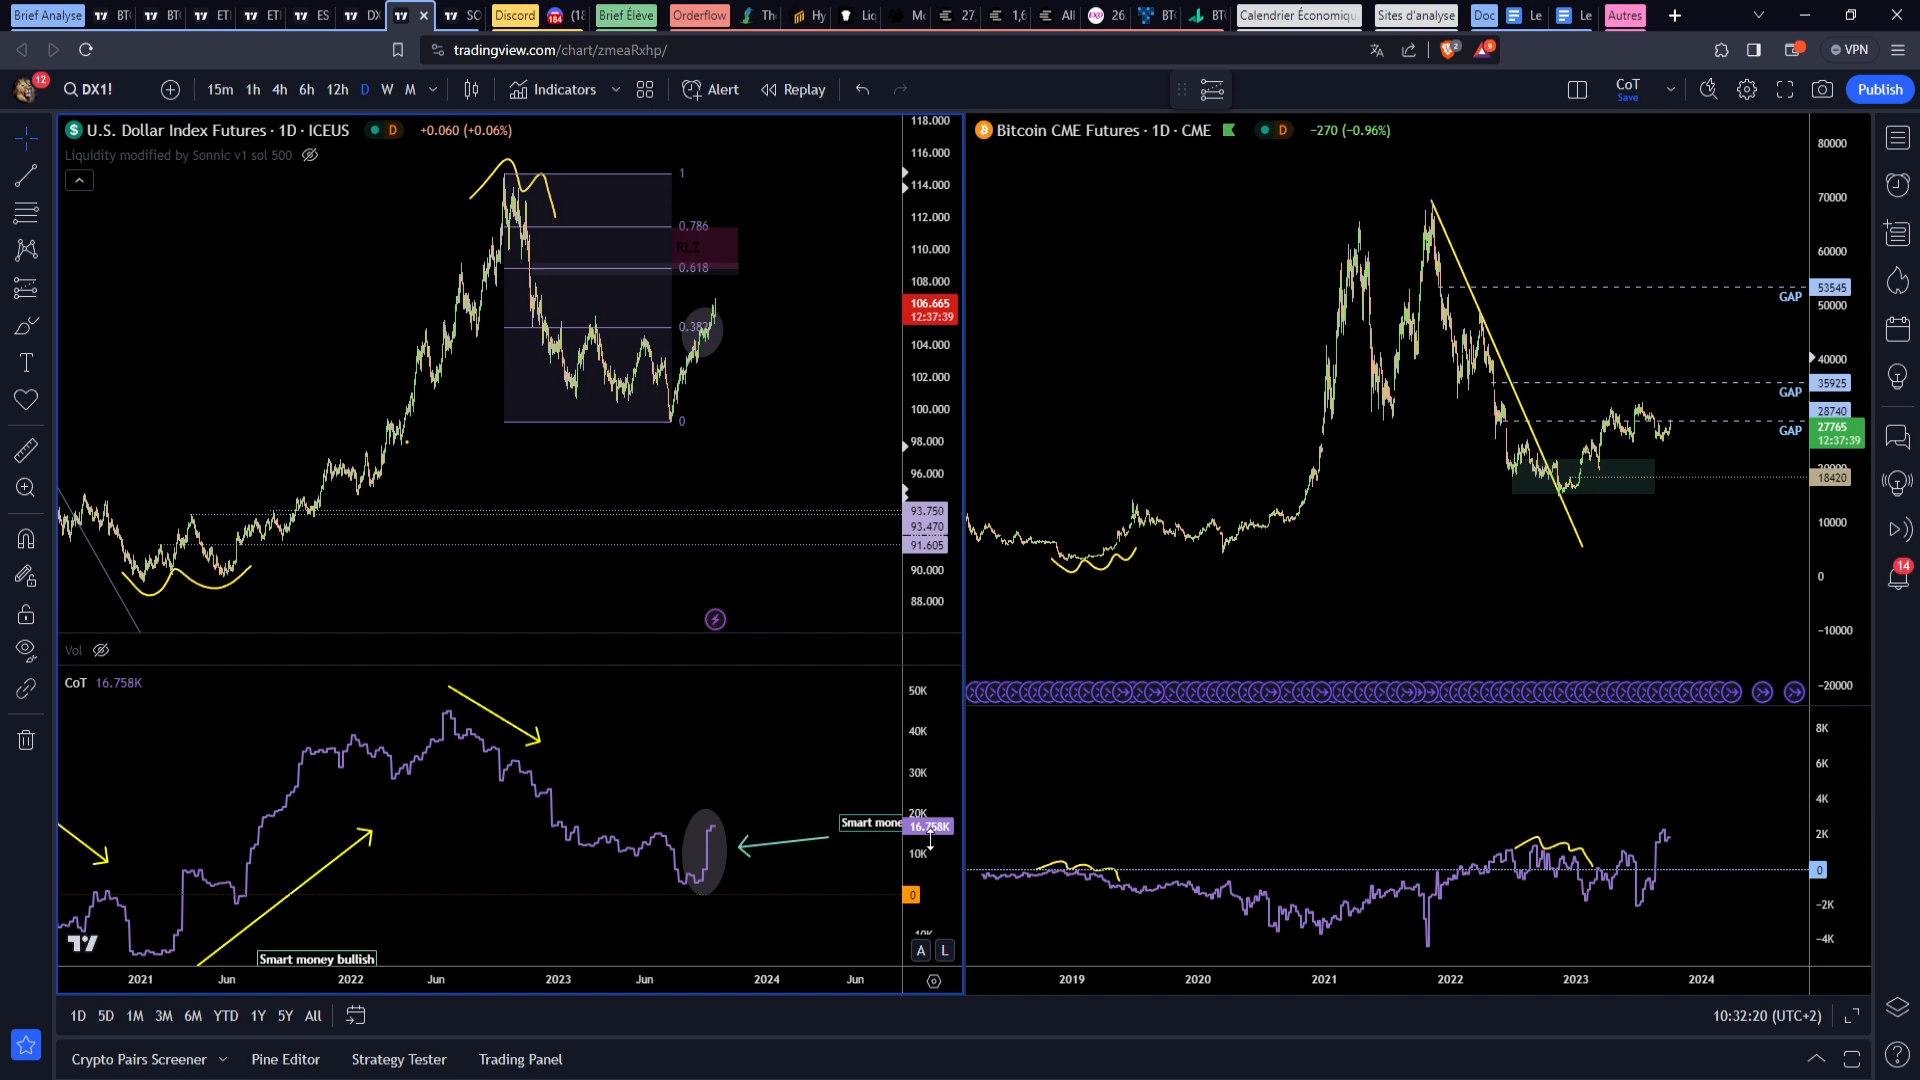 Brief Analyse
Discord
Brief Élève
Orderflow
Calendrier Économiqu
Sites d'analyse
Doc
Le
Le
Autres
tradingview.com/chart/zmeaRxhp/
VPN
12
DX1!
15m 1h 4h 6h 12h D W M
Indicators
Alert
Replay
CoT
Save
Publish
U.S. Dollar Index Futures · 1D · ICEUS
D
+0.060 (+0.06%)
Liquidity modified by Sonnic v1 sol 500
1
0.786
RLZ
0.618
0.382
0
118.000
116.000
114.000
112.000
110.000
108.000
106.665
12:37:39
104.000
102.000
100.000
98.000
96.000
93.750
93.470
91.605
90.000
88.000
Vol
CoT 16.758K
50K
40K
30K
20K
16.758K
10K
0
Smart mone
Smart money bullish
A L
2021 Jun 2022 Jun 2023 Jun 2024 Jun
Bitcoin CME Futures · 1D · CME
D
−270 (−0.96%)
80000
70000
60000
GAP 53545
50000
40000
GAP 35925
28740
GAP 27765
12:37:39
20000
18420
10000
0
−10000
−20000
8K
6K
4K
2K
0
−2K
−4K
2019 2020 2021 2022 2023 2024
14
1D 5D 1M 3M 6M YTD 1Y 5Y All
10:32:20 (UTC+2)
Crypto Pairs Screener
Pine Editor
Strategy Tester
Trading Panel